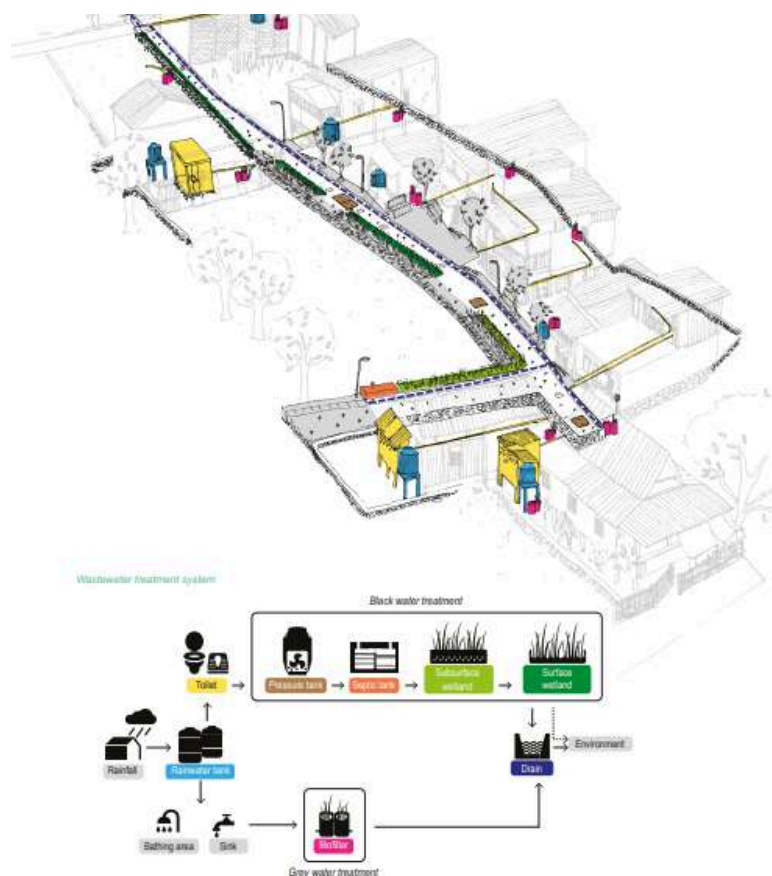 Wastewater treatment system
Black water treatment
Toilet
Pressure tank
Septic tank
Subsurface
wetland
Surface
wetland
Rainfall
Rainwater tank
Drain
Environment
Bathing area
Sink
Biofilter
Grey water treatment